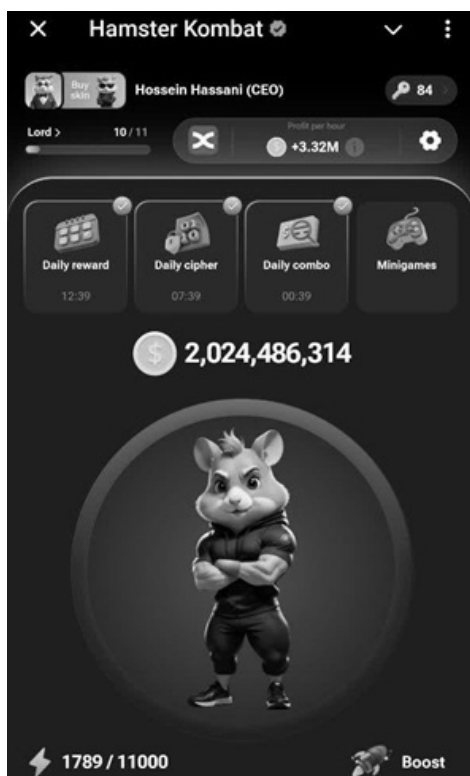 Hamster Kombat
Buy skin
Hossein Hassani (CEO)
84
Lord >
10/11
Profit per hour
+3.32M
Daily reward
Daily cipher
Daily combo
Minigames
12:39
07:39
00:39
2,024,486,314
1789 / 11000
Boost